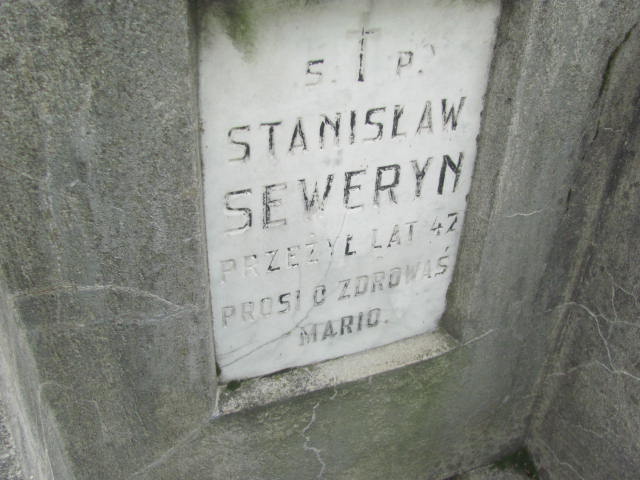 S. † P.
STANISŁAW
SEWERYN
PRZEŻYŁ LAT 42
PROSI O ZDROWAŚ
MARIO.